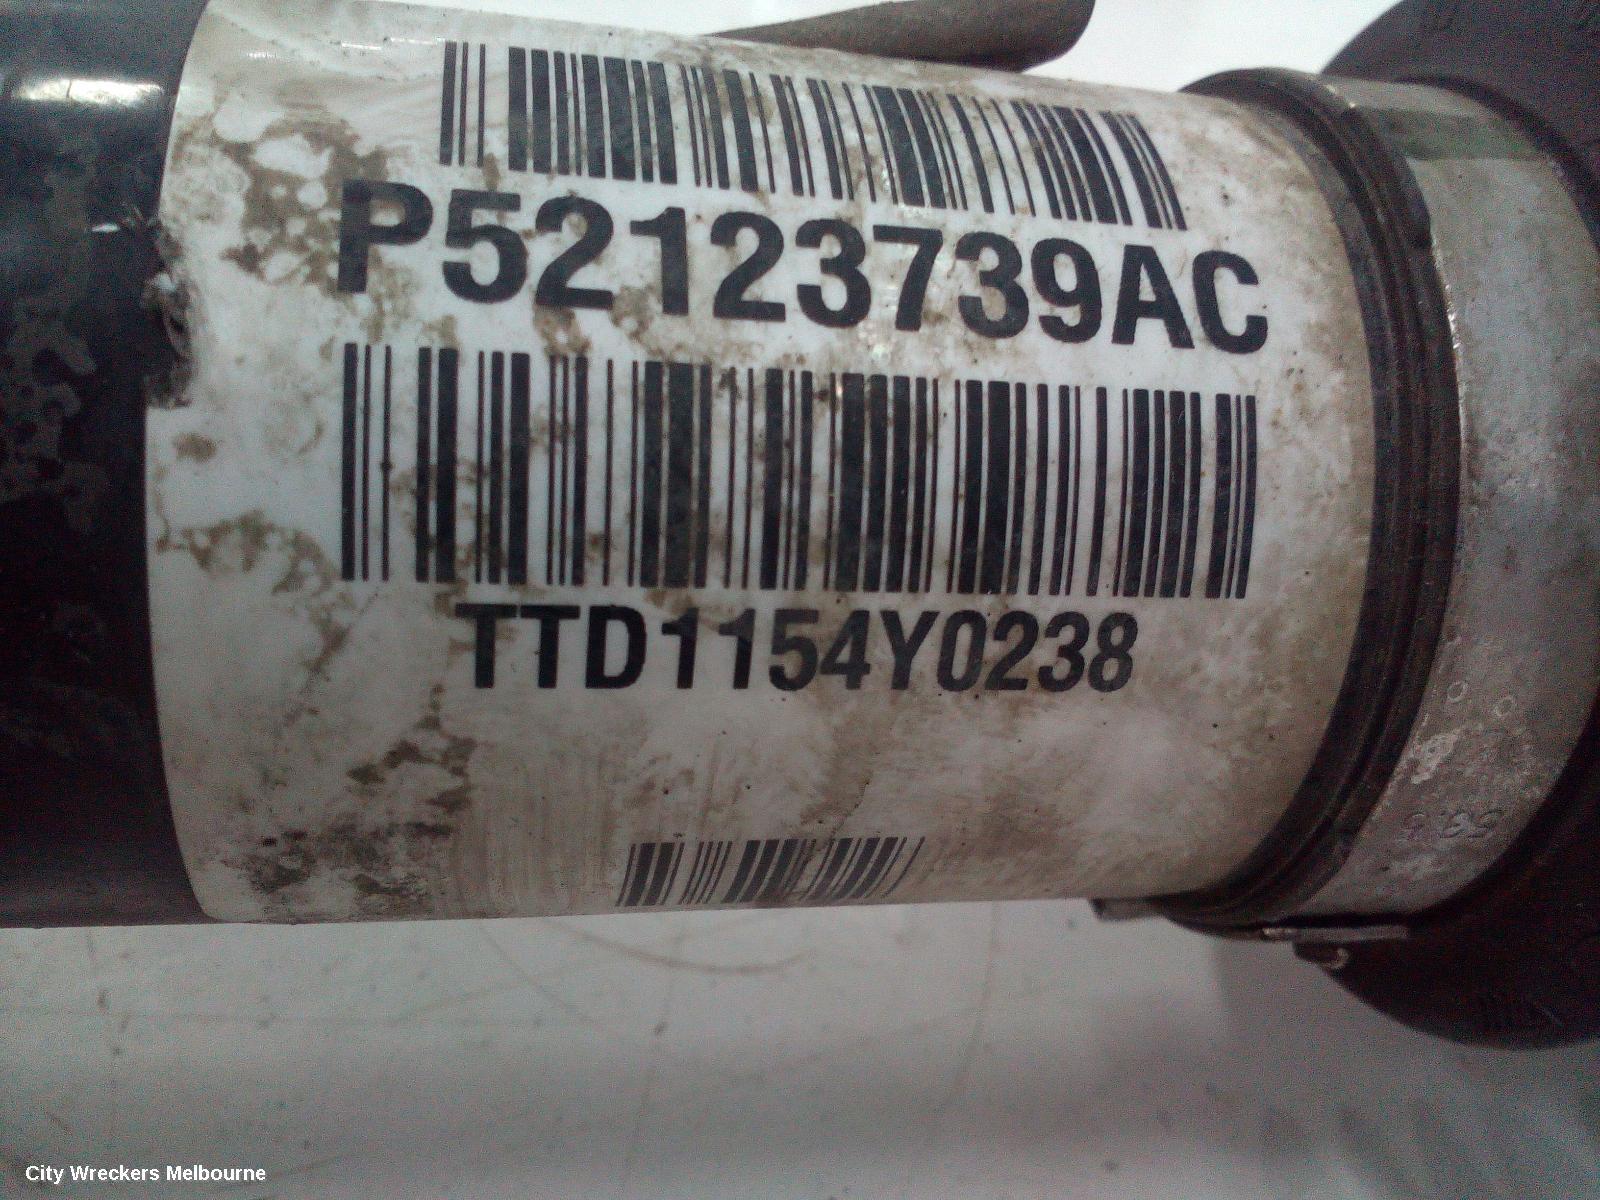 P52123739AC
TTD1154Y0238
City Wreckers Melbourne